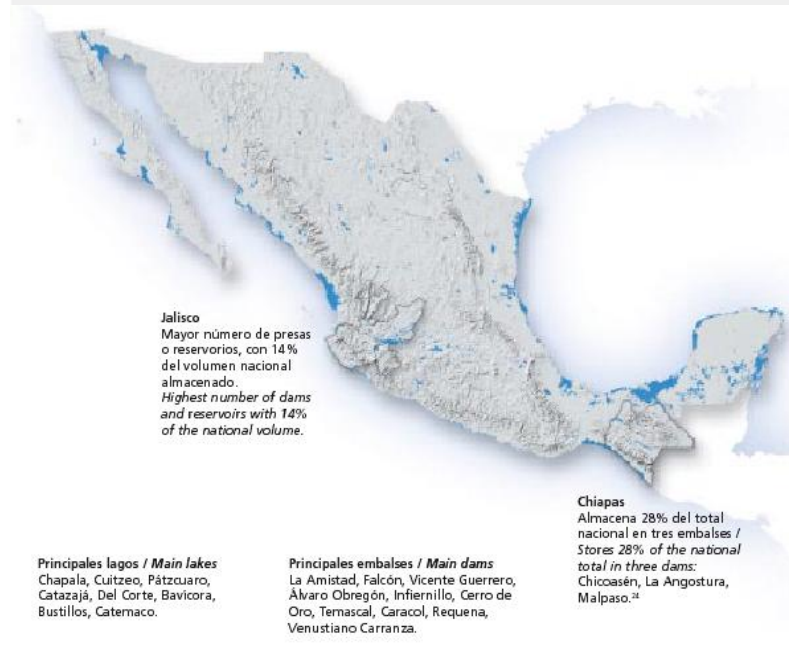 Jalisco
Mayor número de presas
o reservorios, con 14%
del volumen nacional
almacenado.
Highest number of dams
and reservoirs with 14%
of the national volume.
Chiapas
Almacena 28% del total
nacional en tres embalses /
Stores 28% of the national
total in three dams:
Chicoasén, La Angostura,
Malpaso.²⁴
Principales lagos / Main lakes
Chapala, Cuitzeo, Pátzcuaro,
Catazajá, Del Corte, Bavícora,
Bustillos, Catemaco.
Principales embalses / Main dams
La Amistad, Falcón, Vicente Guerrero,
Álvaro Obregón, Infiernillo, Cerro de
Oro, Temascal, Caracol, Requena,
Venustiano Carranza.